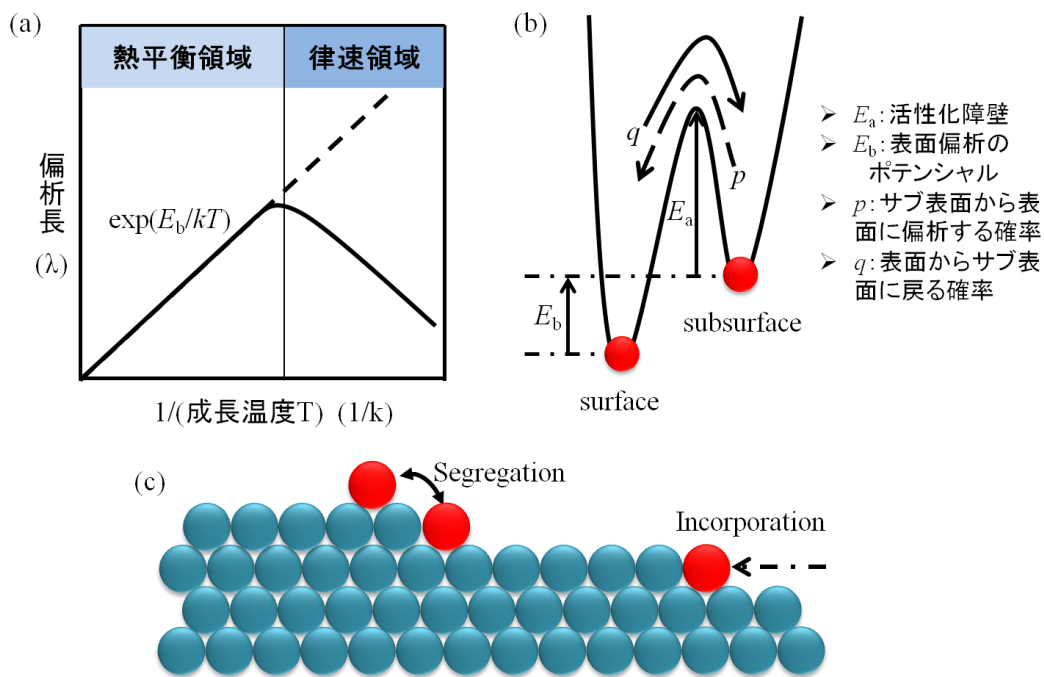 (a)
熱平衡領域
律速領域
偏析長
(λ)
exp(Eb/kT)
1/(成長温度T) (1/k)
(b)
q
p
Ea
Eb
subsurface
surface
➢ Ea:活性化障壁
➢ Eb:表面偏析の
ポテンシャル
➢ p:サブ表面から表
面に偏析する確率
➢ q:表面からサブ表
面に戻る確率
(c)
Segregation
Incorporation